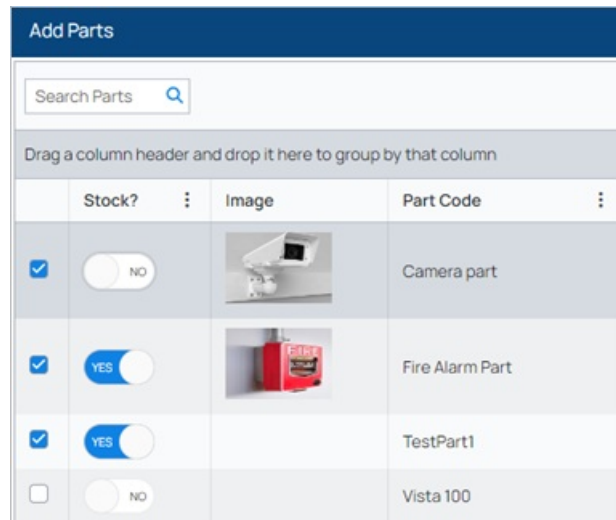 Add Parts
Search Parts
Drag a column header and drop it here to group by that column
Stock? Image Part Code
NO Camera part
YES FIRE Fire Alarm Part
YES TestPart1
NO Vista 100